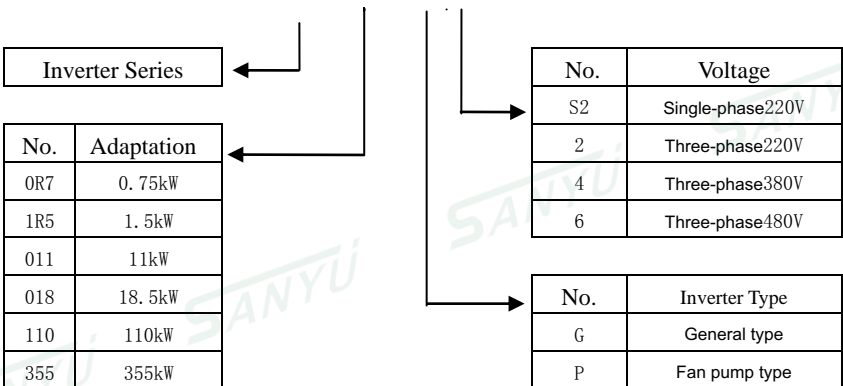 Inverter Series
No. Adaptation
0R7 0.75kW
1R5 1.5kW
011 11kW
018 18.5kW
110 110kW
355 355kW
No. Voltage
S2 Single-phase220V
2 Three-phase220V
4 Three-phase380V
6 Three-phase480V
No. Inverter Type
G General type
P Fan pump type
SANYU
SANYU